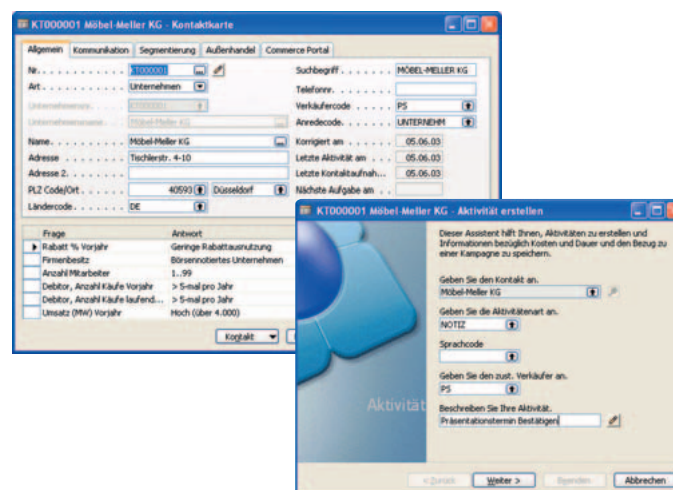 KT000001 Möbel-Meller KG - Kontaktkarte
Allgemein Kommunikation Segmentierung Außenhandel Commerce Portal
Nr. KT000001
Art Unternehmen
Unternehmensnr. KT000001
Unternehmensname Möbel-Meller KG
Name Möbel-Meller KG
Adresse Tischlerstr. 4-10
Adresse 2
PLZ Code/Ort 40593 Düsseldorf
Ländercode DE
Suchbegriff MÖBEL-MELLER KG
Telefonnr.
Verkäufercode PS
Anredecode UNTERNEHM
Korrigiert am 05.06.03
Letzte Aktivität am 05.06.03
Letzte Kontaktaufnah... 05.06.03
Nächste Aufgabe am
Frage Antwort
Rabatt % Vorjahr Geringe Rabattausnutzung
Firmenbesitz Börsennotiertes Unternehmen
Anzahl Mitarbeiter 1..99
Debitor, Anzahl Käufe Vorjahr > 5-mal pro Jahr
Debitor, Anzahl Käufe laufend... > 5-mal pro Jahr
Umsatz (MW) Vorjahr Hoch (über 4.000)
Kontakt
KT000001 Möbel-Meller KG - Aktivität erstellen
Dieser Assistent hilft Ihnen, Aktivitäten zu erstellen und
Informationen bezüglich Kosten und Dauer und den Bezug zu
einer Kampagne zu speichern.
Geben Sie den Kontakt an.
Möbel-Meller KG
Geben Sie die Aktivitätenart an.
NOTIZ
Sprachcode
Geben Sie den zust. Verkäufer an.
PS
Beschreiben Sie Ihre Aktivität.
Präsentationstermin Bestätigen
Aktivität
< Zurück Weiter > Beenden Abbrechen